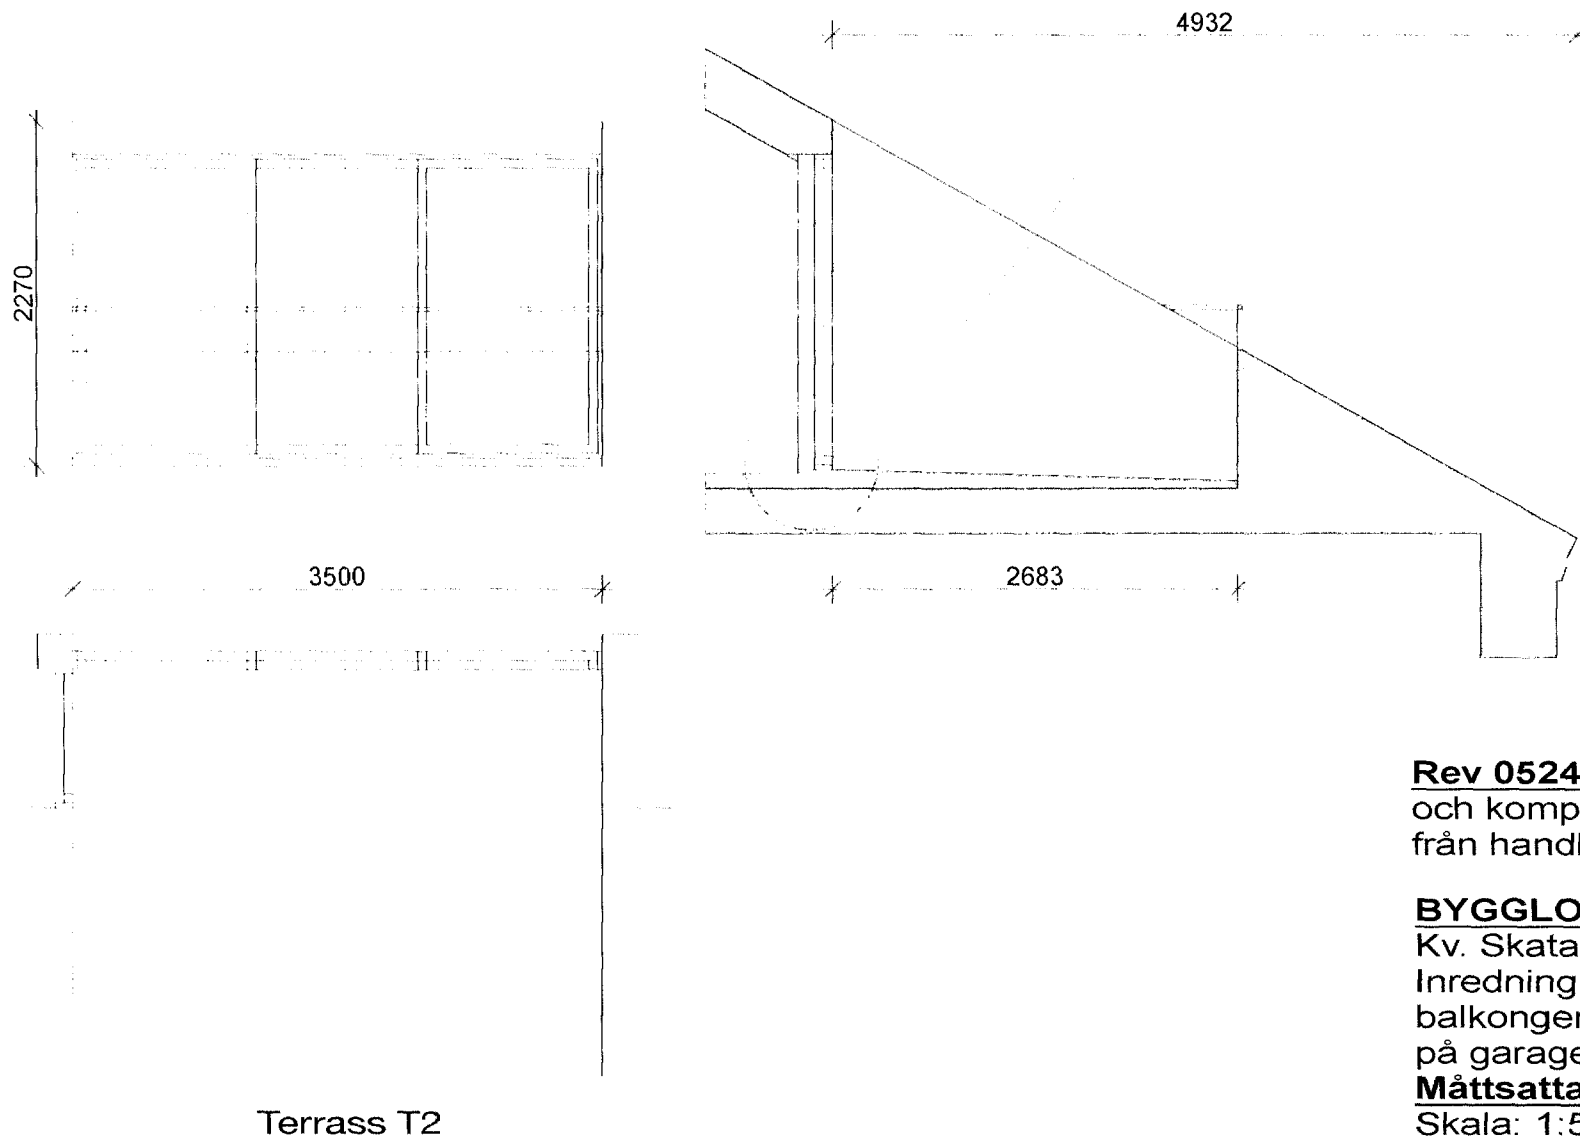 4932
2270
3500
2683
Rev 0524
och komp
från handl
BYGGLO
Kv. Skata
Inredning
balkonger
på garage
Måttsatta
Skala: 1:5
Terrass T2